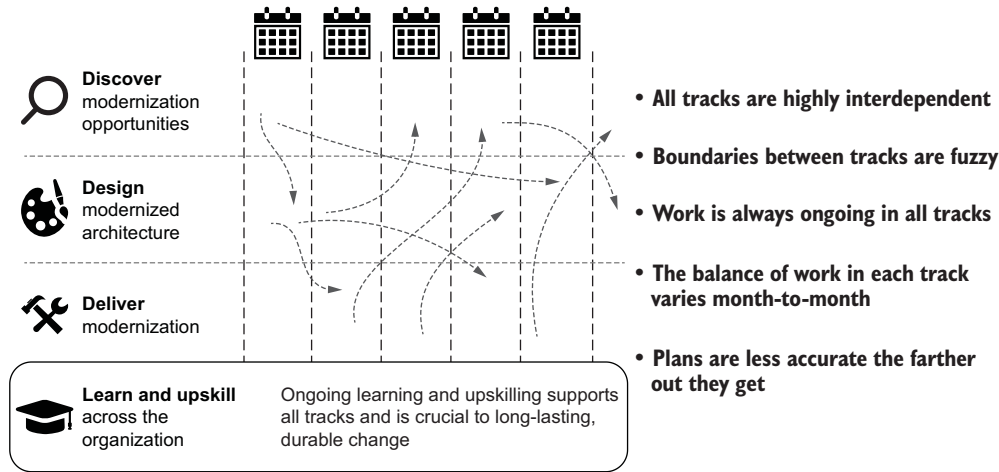 Discover
modernization
opportunities
Design
modernized
architecture
Deliver
modernization
Learn and upskill
across the
organization
Ongoing learning and upskilling supports
all tracks and is crucial to long-lasting,
durable change
• All tracks are highly interdependent
• Boundaries between tracks are fuzzy
• Work is always ongoing in all tracks
• The balance of work in each track
varies month-to-month
• Plans are less accurate the farther
out they get